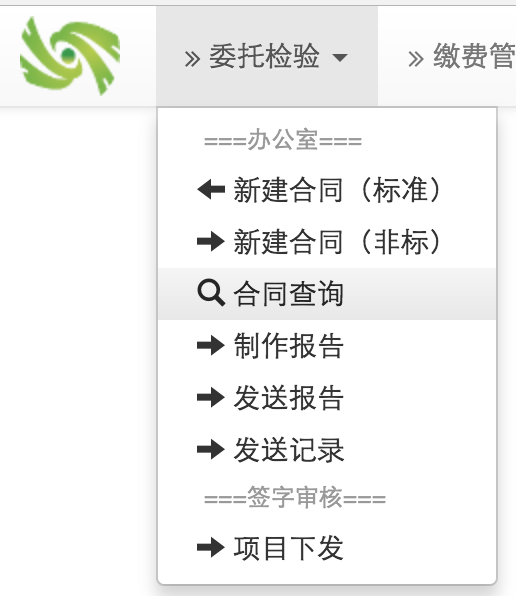 » 委托检验 » 缴费管
===办公室===
新建合同（标准）
新建合同（非标）
合同查询
制作报告
发送报告
发送记录
===签字审核===
项目下发